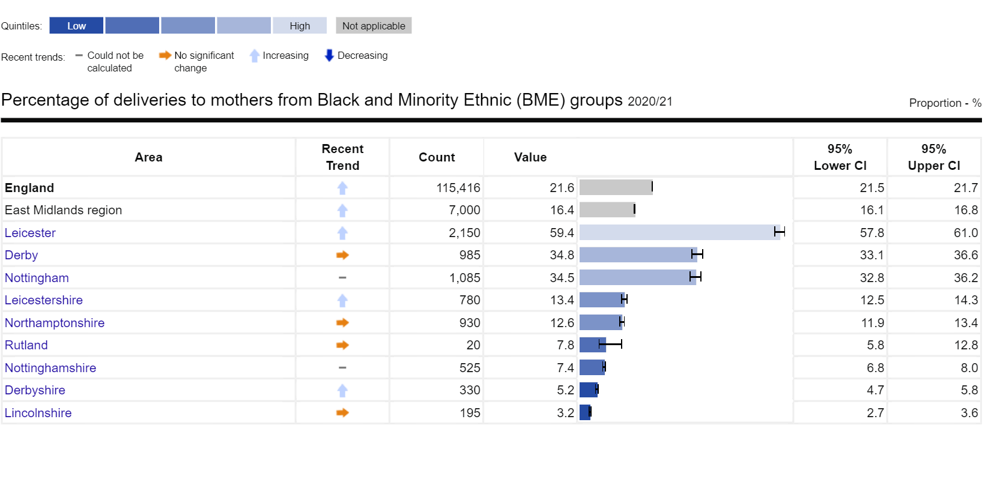 Quintiles: Low High Not applicable
Recent trends: Could not be calculated No significant change Increasing Decreasing
Percentage of deliveries to mothers from Black and Minority Ethnic (BME) groups 2020/21 Proportion - %
Area Recent Trend Count Value 95% Lower CI 95% Upper CI
England 115,416 21.6 21.5 21.7
East Midlands region 7,000 16.4 16.1 16.8
Leicester 2,150 59.4 57.8 61.0
Derby 985 34.8 33.1 36.6
Nottingham – 1,085 34.5 32.8 36.2
Leicestershire 780 13.4 12.5 14.3
Northamptonshire 930 12.6 11.9 13.4
Rutland 20 7.8 5.8 12.8
Nottinghamshire – 525 7.4 6.8 8.0
Derbyshire 330 5.2 4.7 5.8
Lincolnshire 195 3.2 2.7 3.6